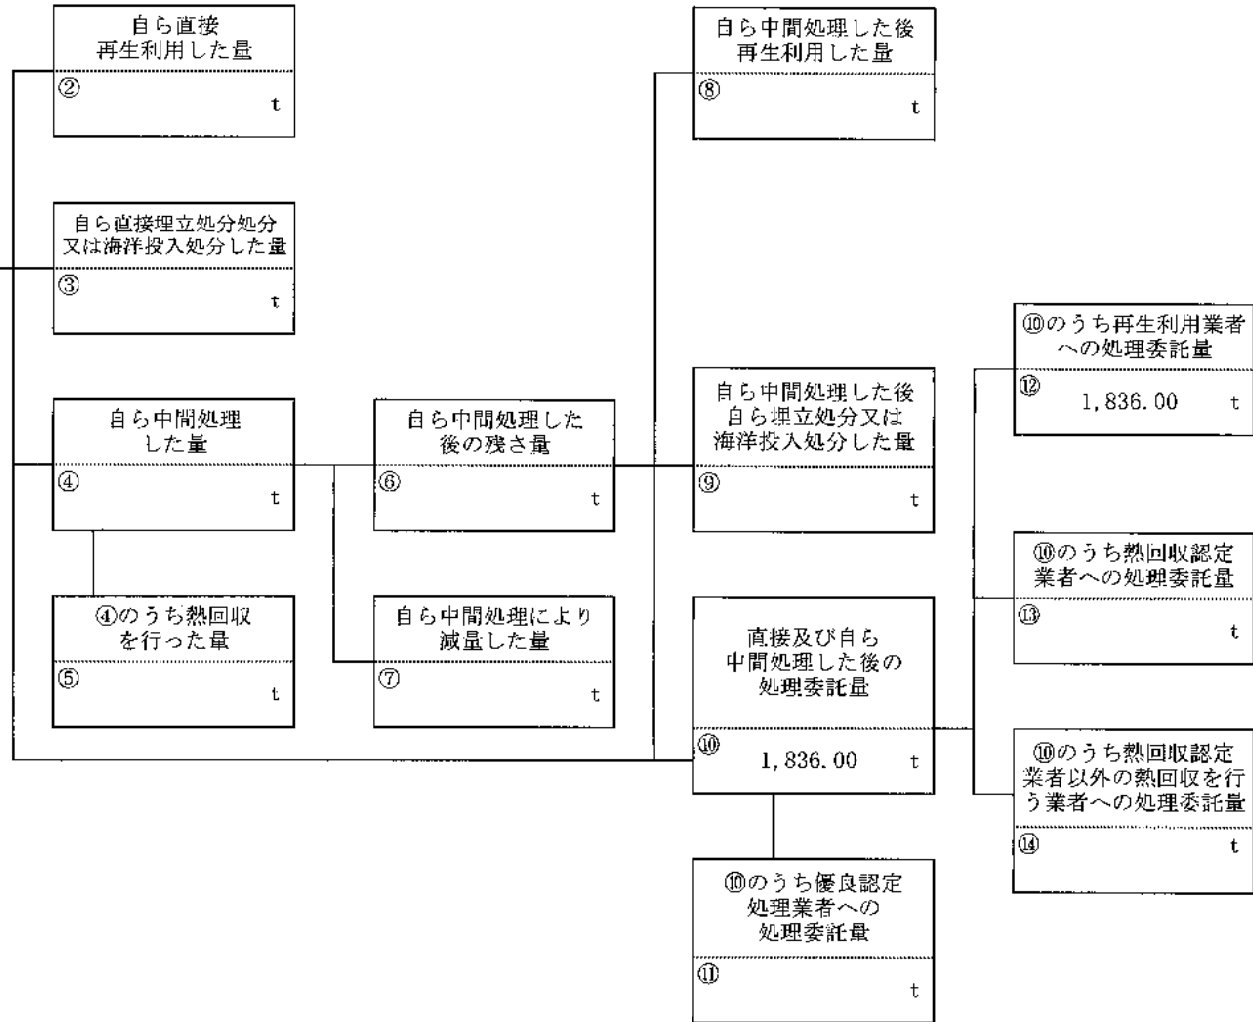 自ら直接
再生利用した量
②
t
自ら中間処理した後
再生利用した量
⑧
t
自ら直接埋立処分処分
又は海洋投入処分した量
③
t
⑩のうち再生利用業者
への処理委託量
⑫
1,836.00 t
自ら中間処理
した量
④
t
自ら中間処理した
後の残さ量
⑥
t
自ら中間処理した後
自ら埋立処分又は
海洋投入処分した量
⑨
t
⑩のうち熱回収認定
業者への処理委託量
⑬
t
④のうち熱回収
を行った量
⑤
t
自ら中間処理により
減量した量
⑦
t
直接及び自ら
中間処理した後の
処理委託量
⑩
1,836.00 t
⑩のうち熱回収認定
業者以外の熱回収を行
う業者への処理委託量
⑭
t
⑩のうち優良認定
処理業者への
処理委託量
⑪
t